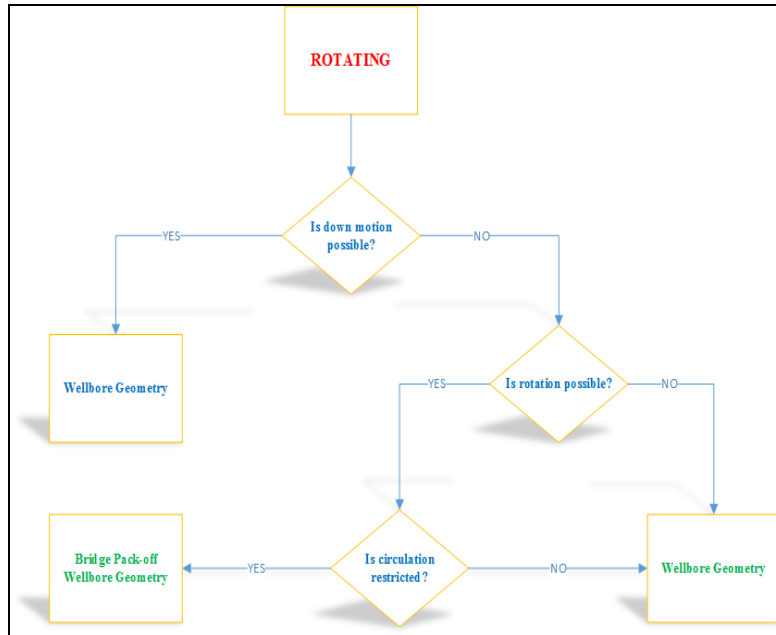 ROTATING
Is down motion
possible?
YES
NO
Wellbore Geometry
Is rotation possible?
YES
NO
Bridge Pack-off
Wellbore Geometry
YES
Is circulation
restricted ?
NO
Wellbore Geometry